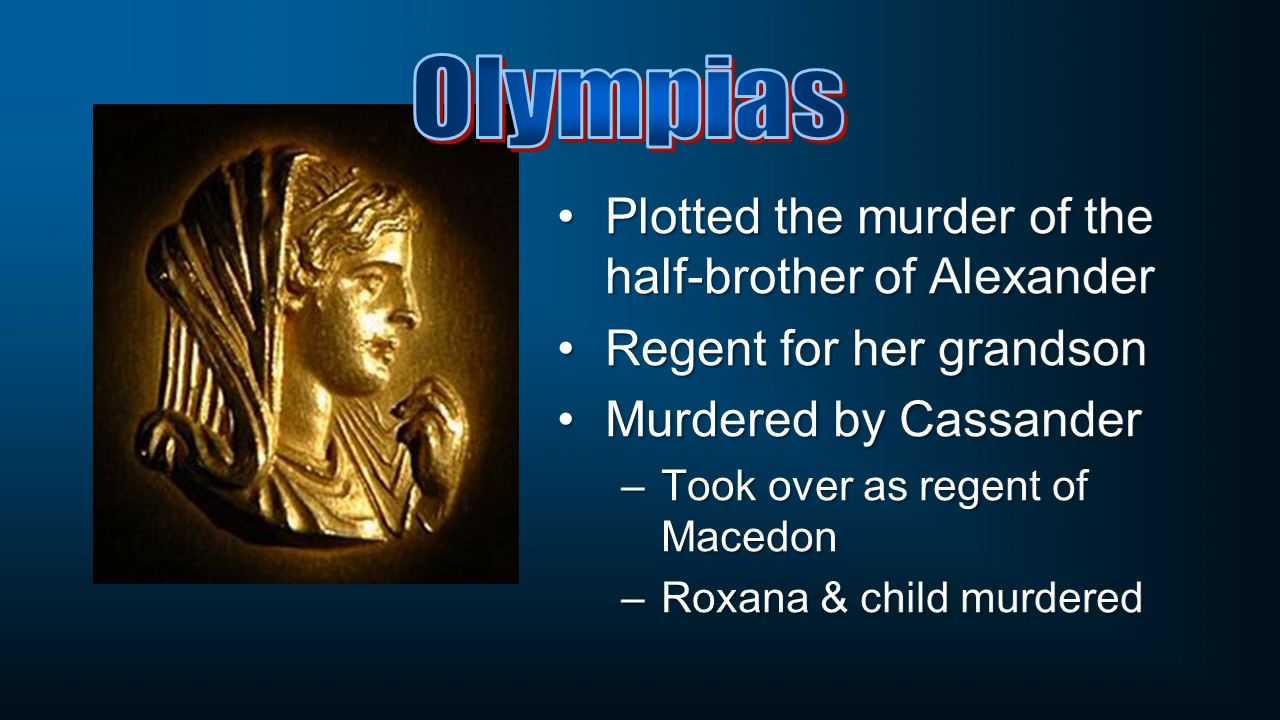 Olympias
• Plotted the murder of the
half-brother of Alexander
• Regent for her grandson
• Murdered by Cassander
– Took over as regent of
Macedon
– Roxana & child murdered